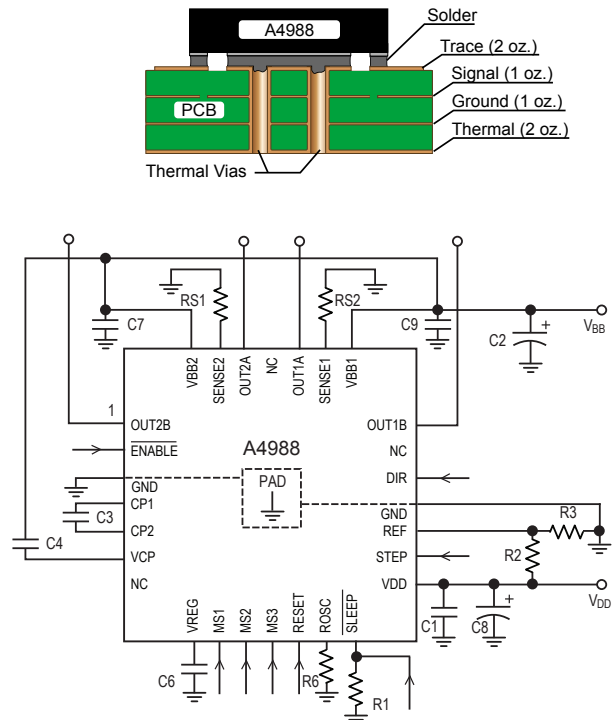 A4988
Solder
Trace (2 oz.)
Signal (1 oz.)
PCB
Ground (1 oz.)
Thermal (2 oz.)
Thermal Vias
RS1
RS2
C7
C9
C2
+
VBB
VBB2
SENSE2
OUT2A
NC
OUT1A
SENSE1
VBB1
1
OUT2B
OUT1B
ENABLE
A4988
NC
PAD
DIR
GND
GND
CP1
C3
CP2
REF
R3
C4
VCP
STEP
R2
NC
VDD
VDD
VREG
MS1
MS2
MS3
RESET
ROSC
SLEEP
C1
C8
+
C6
R6
R1